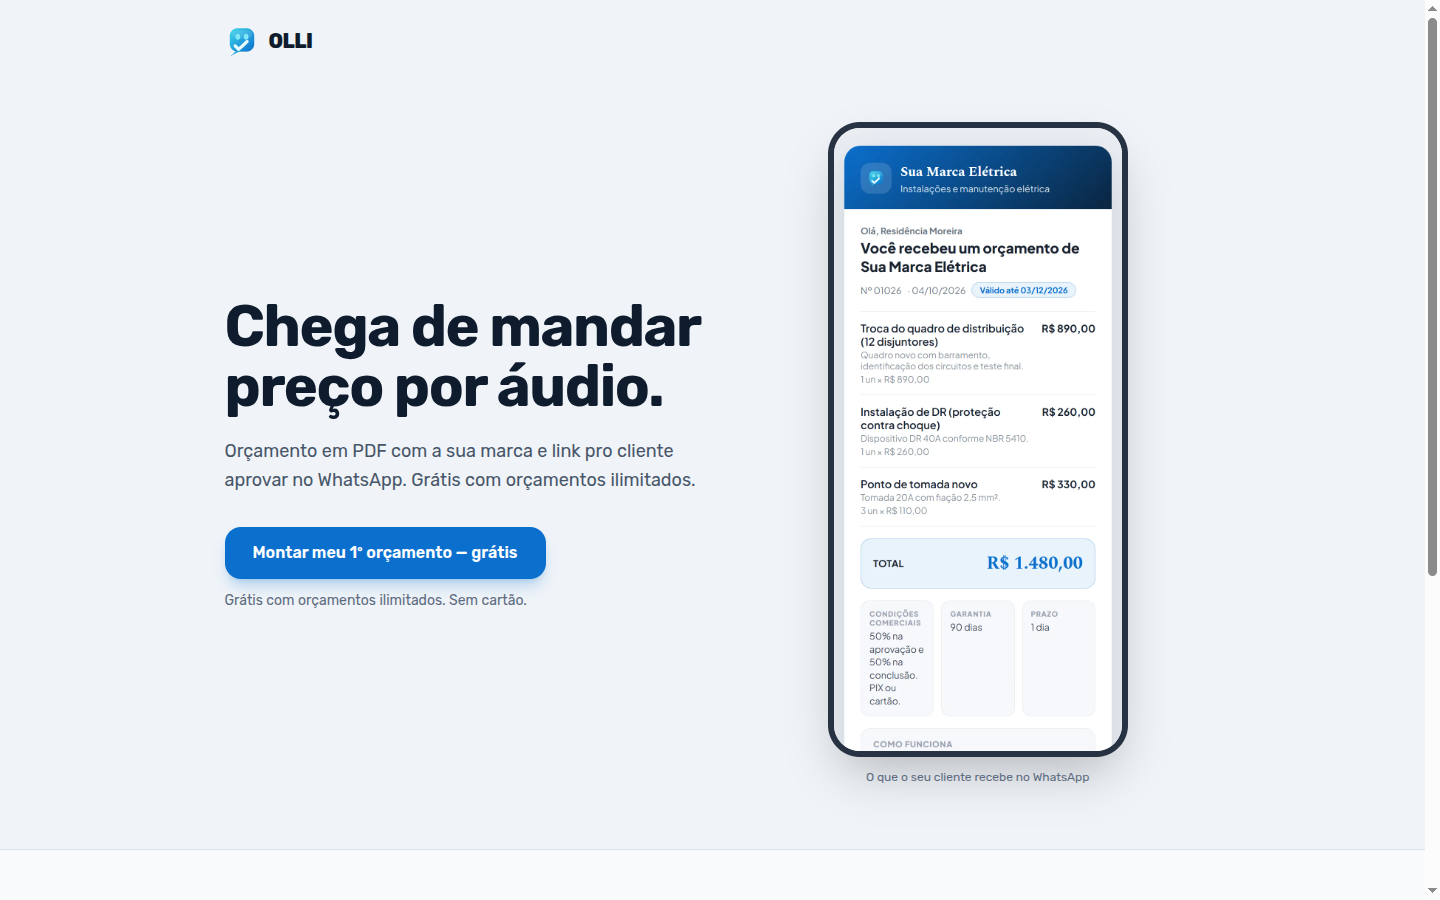 OLLI
Chega de mandar
preço por áudio.
Orçamento em PDF com a sua marca e link pro cliente
aprovar no WhatsApp. Grátis com orçamentos ilimitados.
Montar meu 1º orçamento — grátis
Grátis com orçamentos ilimitados. Sem cartão.
Sua Marca Elétrica
Instalações e manutenção elétrica
Olá, Residência Moreira
Você recebeu um orçamento de
Sua Marca Elétrica
Nº 01026 · 04/10/2026 Válido até 03/12/2026
Troca do quadro de distribuição R$ 890,00
(12 disjuntores)
Quadro novo com barramento,
identificação dos circuitos e teste final.
1 un × R$ 890,00
Instalação de DR (proteção R$ 260,00
contra choque)
Dispositivo DR 40A conforme NBR 5410.
1 un × R$ 260,00
Ponto de tomada novo R$ 330,00
Tomada 20A com fiação 2,5 mm².
3 un × R$ 110,00
TOTAL R$ 1.480,00
CONDIÇÕES
COMERCIAIS
50% na
aprovação e
50% na
conclusão.
PIX ou
cartão.
GARANTIA
90 dias
PRAZO
1 dia
COMO FUNCIONA
O que o seu cliente recebe no WhatsApp